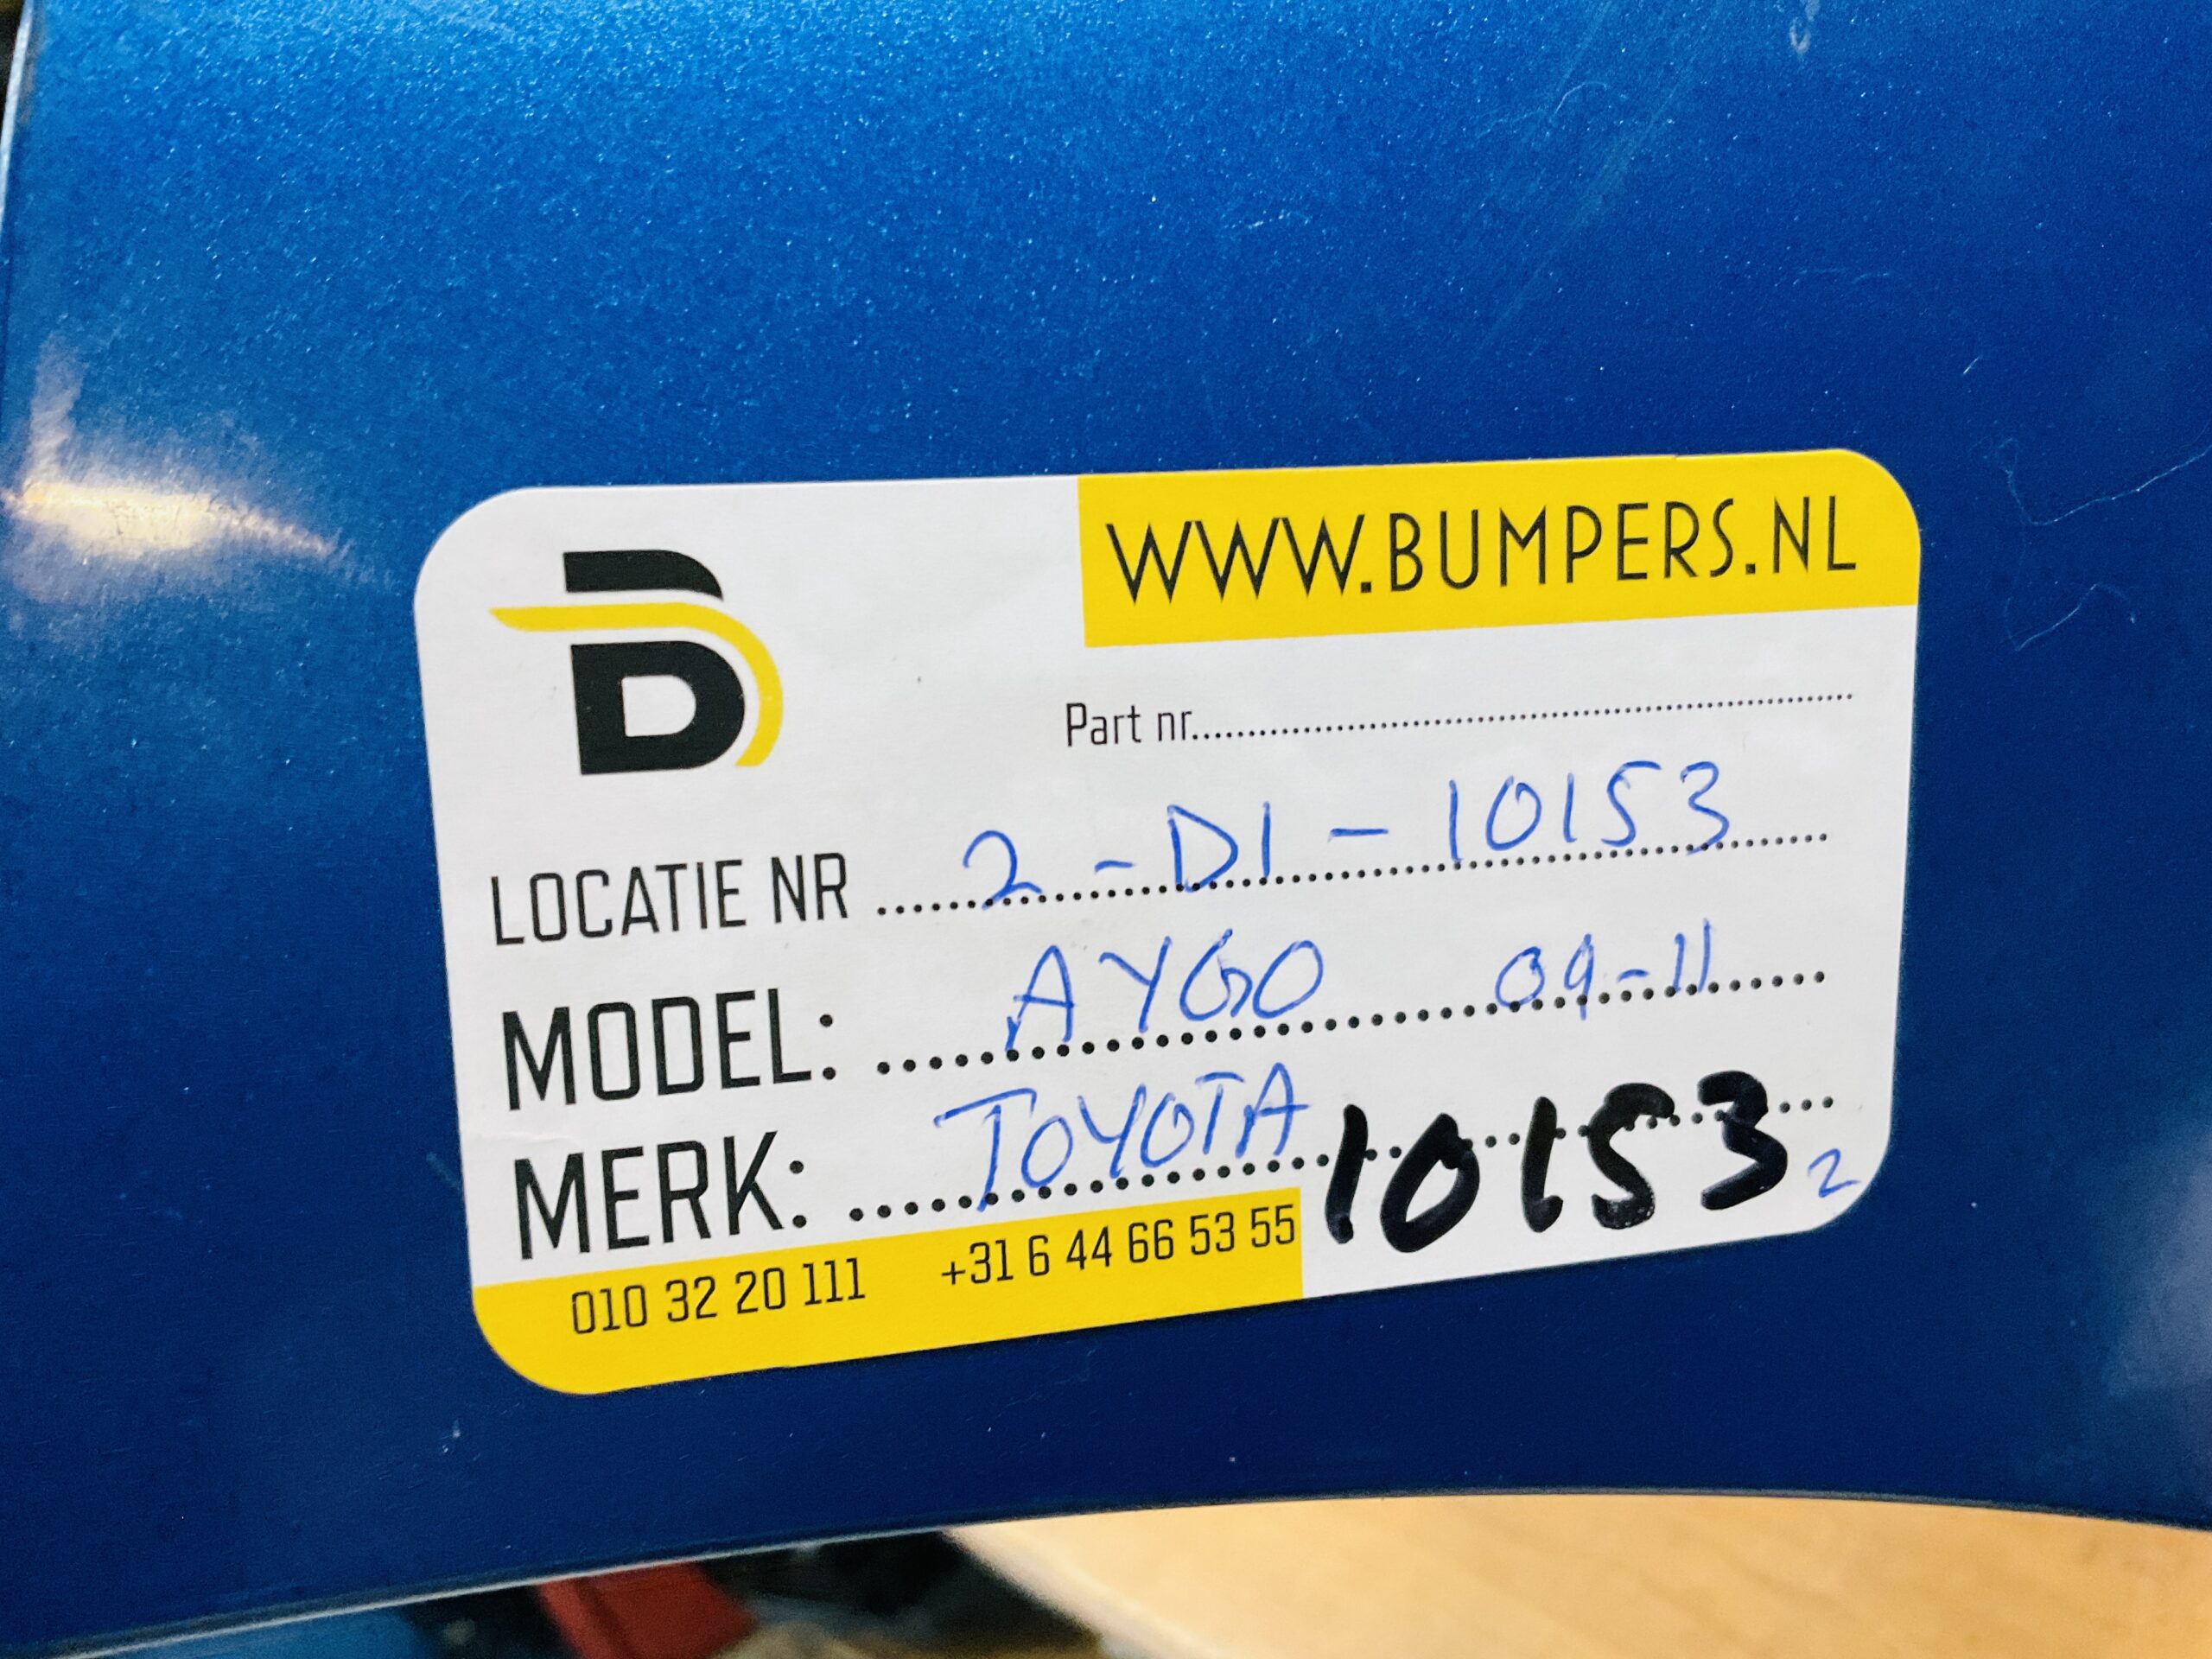 WWW.BUMPERS.NL
Part nr.......................................................
LOCATIE NR ............ 2 - D1 - 10153
MODEL: ............ AYGO 09-11
MERK: ............ TOYOTA
10153 2
010 32 20 111 +31 6 44 66 53 55